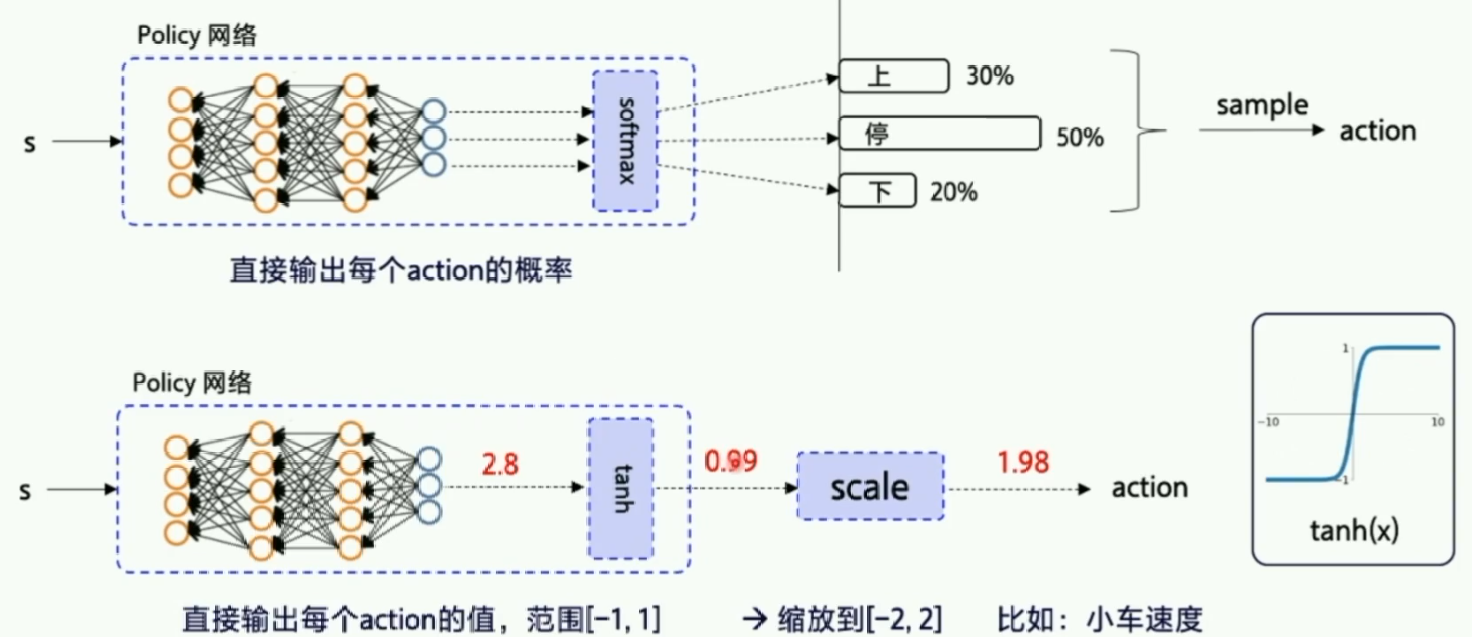 Policy 网络
s
softmax
上 30%
停 50%
下 20%
sample
action
直接输出每个action的概率
Policy 网络
s
2.8
tanh
0.99
scale
1.98
action
1
-10
10
-1
tanh(x)
直接输出每个action的值，范围[-1, 1] → 缩放到[-2, 2] 比如：小车速度